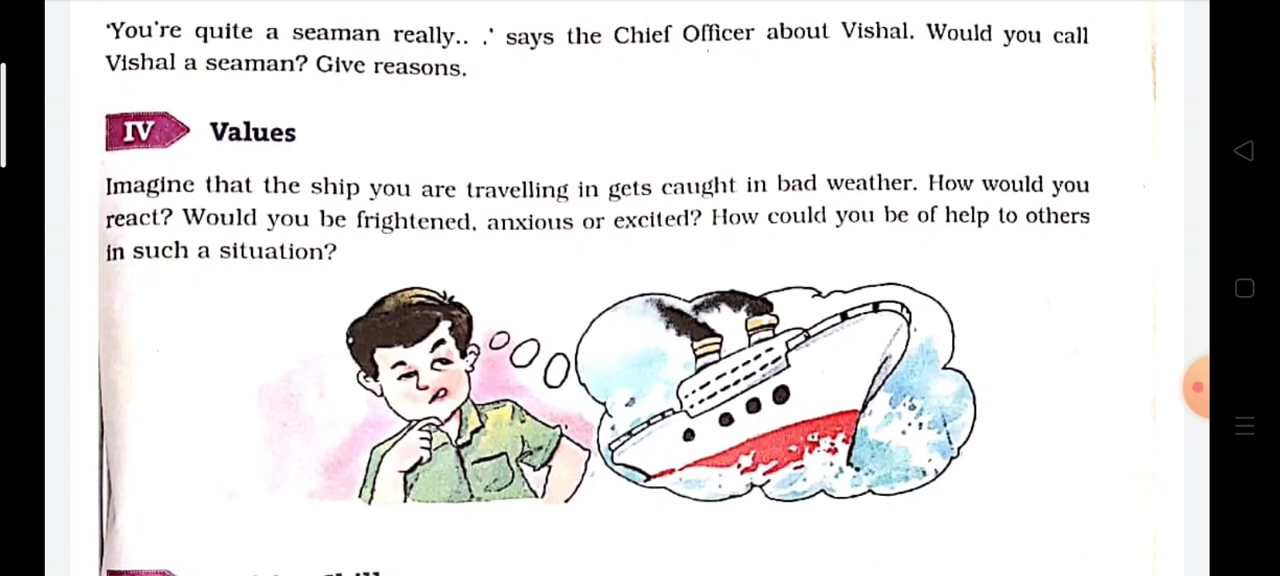 'You're quite a seaman really.. .' says the Chief Officer about Vishal. Would you call
Vishal a seaman? Give reasons.
IV Values
Imagine that the ship you are travelling in gets caught in bad weather. How would you
react? Would you be frightened, anxious or excited? How could you be of help to others
in such a situation?